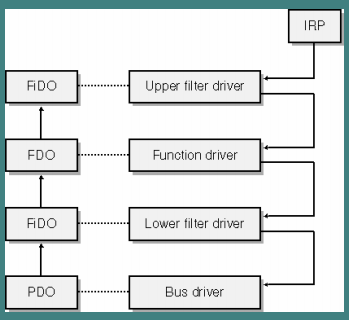 IRP
FiDO
Upper filter driver
FDO
Function driver
FiDO
Lower filter driver
PDO
Bus driver